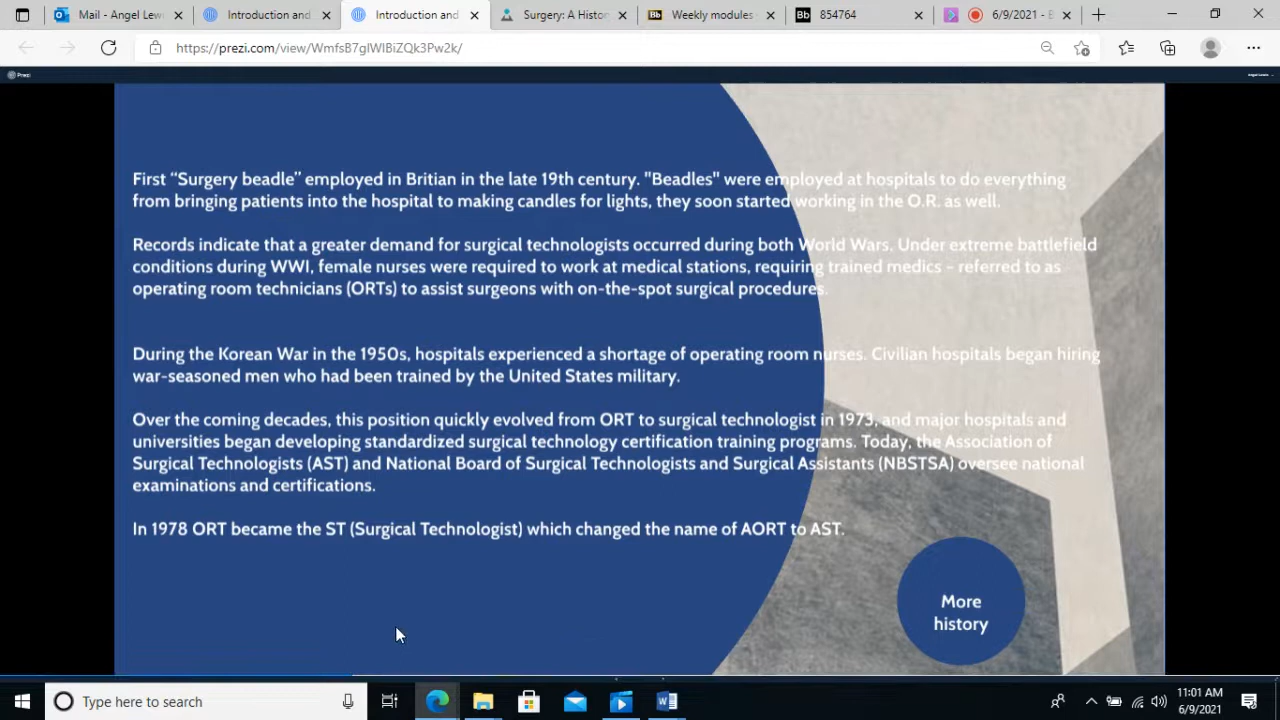 Mail - Angel Lew
Introduction and
Introduction and
Surgery: A Histor
Bb Weekly modules
Bb 854764
6/9/2021 - E
https://prezi.com/view/WmfsB7gIWIBiZQk3Pw2k/
Prezi
First “Surgery beadle” employed in Britian in the late 19th century. "Beadles" were employed at hospitals to do everything
from bringing patients into the hospital to making candles for lights, they soon started working in the O.R. as well.
Records indicate that a greater demand for surgical technologists occurred during both World Wars. Under extreme battlefield
conditions during WWI, female nurses were required to work at medical stations, requiring trained medics - referred to as
operating room technicians (ORTs) to assist surgeons with on-the-spot surgical procedures.
During the Korean War in the 1950s, hospitals experienced a shortage of operating room nurses. Civilian hospitals began hiring
war-seasoned men who had been trained by the United States military.
Over the coming decades, this position quickly evolved from ORT to surgical technologist in 1973, and major hospitals and
universities began developing standardized surgical technology certification training programs. Today, the Association of
Surgical Technologists (AST) and National Board of Surgical Technologists and Surgical Assistants (NBSTSA) oversee national
examinations and certifications.
In 1978 ORT became the ST (Surgical Technologist) which changed the name of AORT to AST.
More
history
Type here to search
11:01 AM
6/9/2021